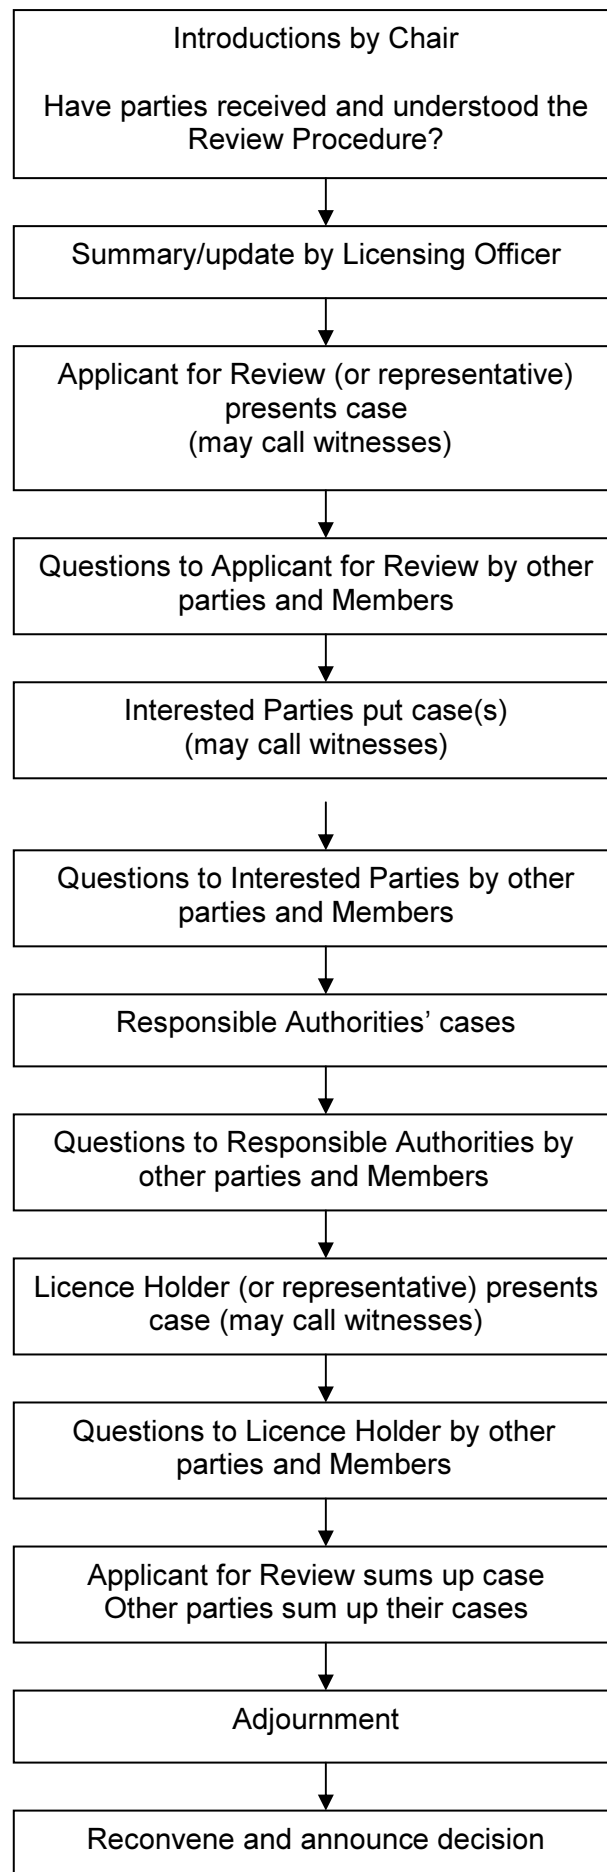 Introductions by Chair
Have parties received and understood the
Review Procedure?
Summary/update by Licensing Officer
Applicant for Review (or representative)
presents case
(may call witnesses)
Questions to Applicant for Review by other
parties and Members
Interested Parties put case(s)
(may call witnesses)
Questions to Interested Parties by other
parties and Members
Responsible Authorities’ cases
Questions to Responsible Authorities by
other parties and Members
Licence Holder (or representative) presents
case (may call witnesses)
Questions to Licence Holder by other
parties and Members
Applicant for Review sums up case
Other parties sum up their cases
Adjournment
Reconvene and announce decision